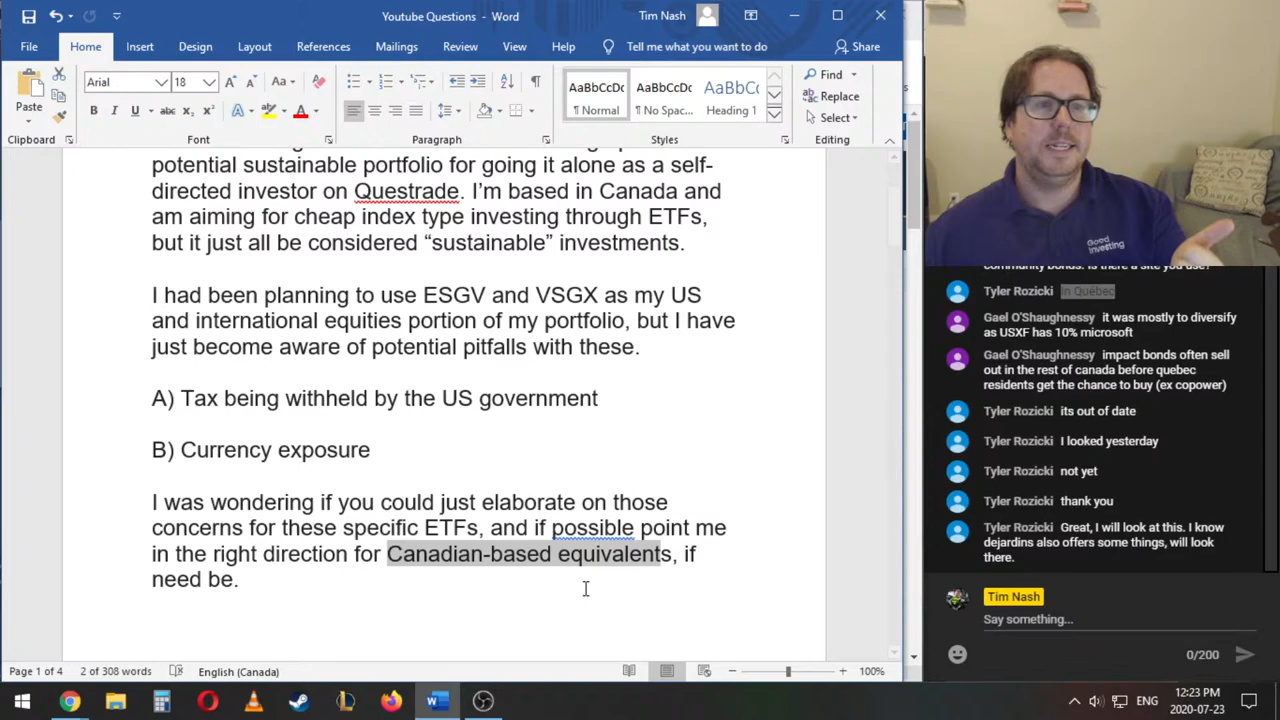 Youtube Questions - Word
Tim Nash
File Home Insert Design Layout References Mailings Review View Help Tell me what you want to do Share
Paste
Arial 18
Find
Replace
Select
AaBbCcDc AaBbCcDc AaBbCc
¶ Normal ¶ No Spac... Heading 1
Clipboard Font Paragraph Styles Editing
potential sustainable portfolio for going it alone as a self-
directed investor on Questrade. I’m based in Canada and
am aiming for cheap index type investing through ETFs,
but it just all be considered “sustainable” investments.
I had been planning to use ESGV and VSGX as my US
and international equities portion of my portfolio, but I have
just become aware of potential pitfalls with these.
A) Tax being withheld by the US government
B) Currency exposure
I was wondering if you could just elaborate on those
concerns for these specific ETFs, and if possible point me
in the right direction for Canadian-based equivalents, if
need be.
Page 1 of 4 2 of 308 words English (Canada) 100%
Good
Investing
community bonds. Is there a site you use?
Tyler Rozicki in Québec
Gael O'Shaughnessy it was mostly to diversify
as USXF has 10% microsoft
Gael O'Shaughnessy impact bonds often sell
out in the rest of canada before quebec
residents get the chance to buy (ex copower)
Tyler Rozicki its out of date
Tyler Rozicki I looked yesterday
Tyler Rozicki not yet
Tyler Rozicki thank you
Tyler Rozicki Great, I will look at this. I know
dejardins also offers some things, will look
there.
Tim Nash
Say something...
0/200
ENG
12:23 PM
2020-07-23